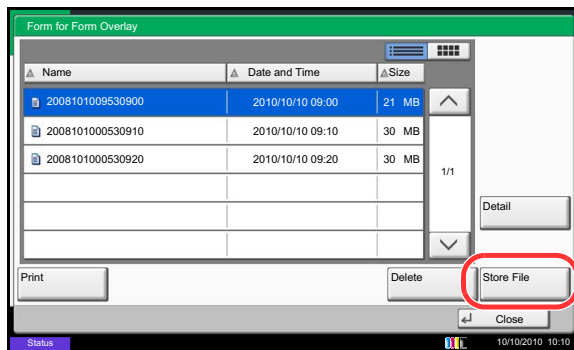 Form for Form Overlay
Name Date and Time Size
2008101009530900 2010/10/10 09:00 21 MB
2008101000530910 2010/10/10 09:10 30 MB
2008101000530920 2010/10/10 09:20 30 MB
1/1
Detail
Print Delete Store File
Close
Status 10/10/2010 10:10